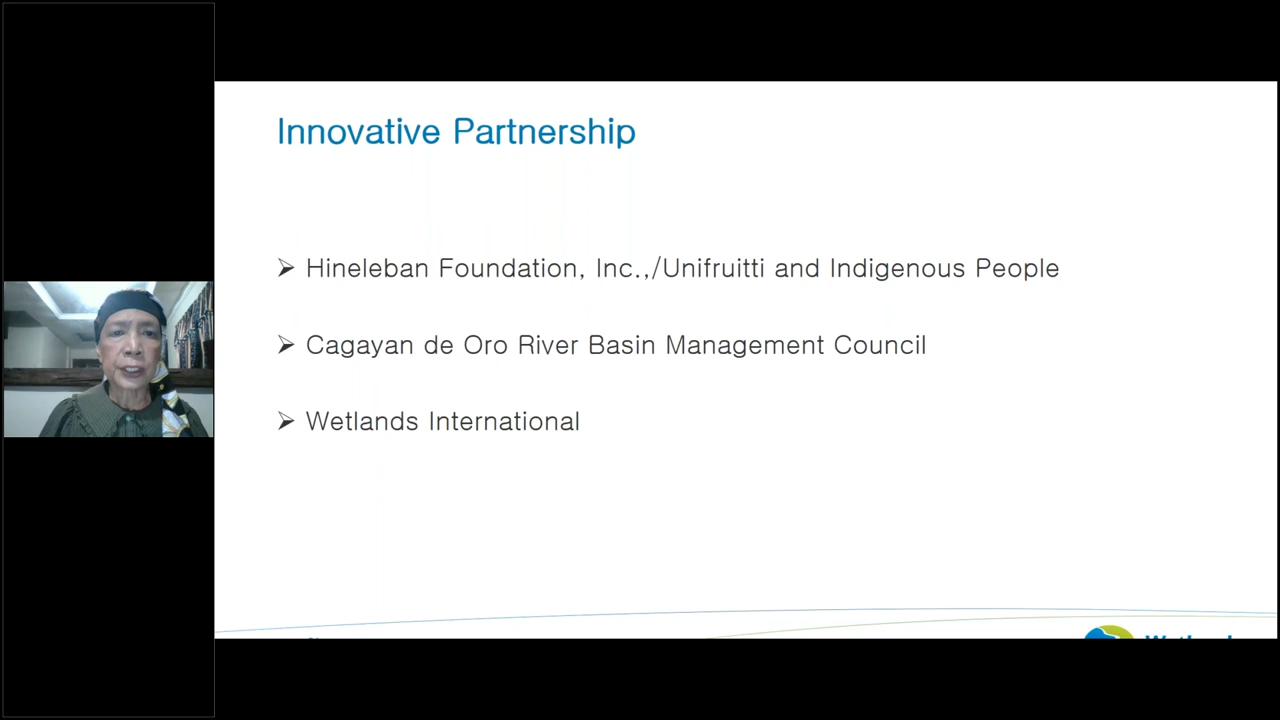 Innovative Partnership
➢ Hineleban Foundation, Inc.,/Unifruitti and Indigenous People
➢ Cagayan de Oro River Basin Management Council
➢ Wetlands International